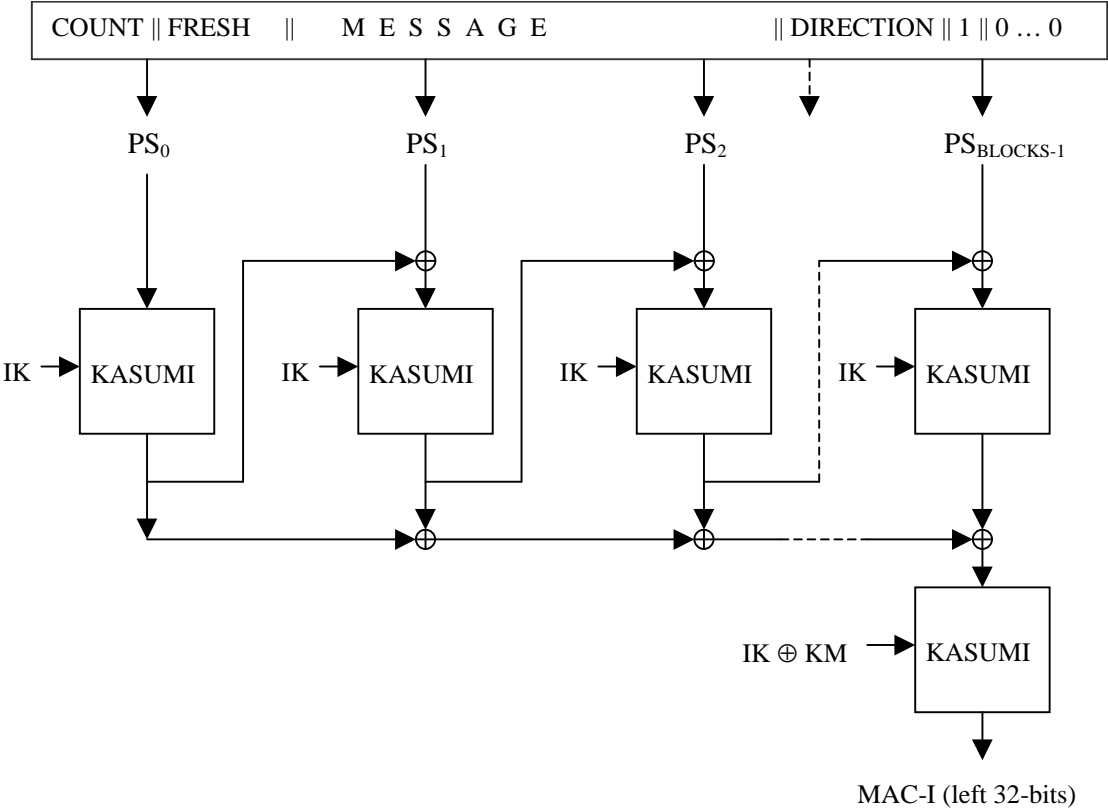 COUNT || FRESH || M E S S A G E || DIRECTION || 1 || 0 … 0
PS₀ PS₁ PS₂ PS_BLOCKS-1
IK KASUMI IK KASUMI IK KASUMI IK KASUMI
IK ⊕ KM KASUMI
MAC-I (left 32-bits)